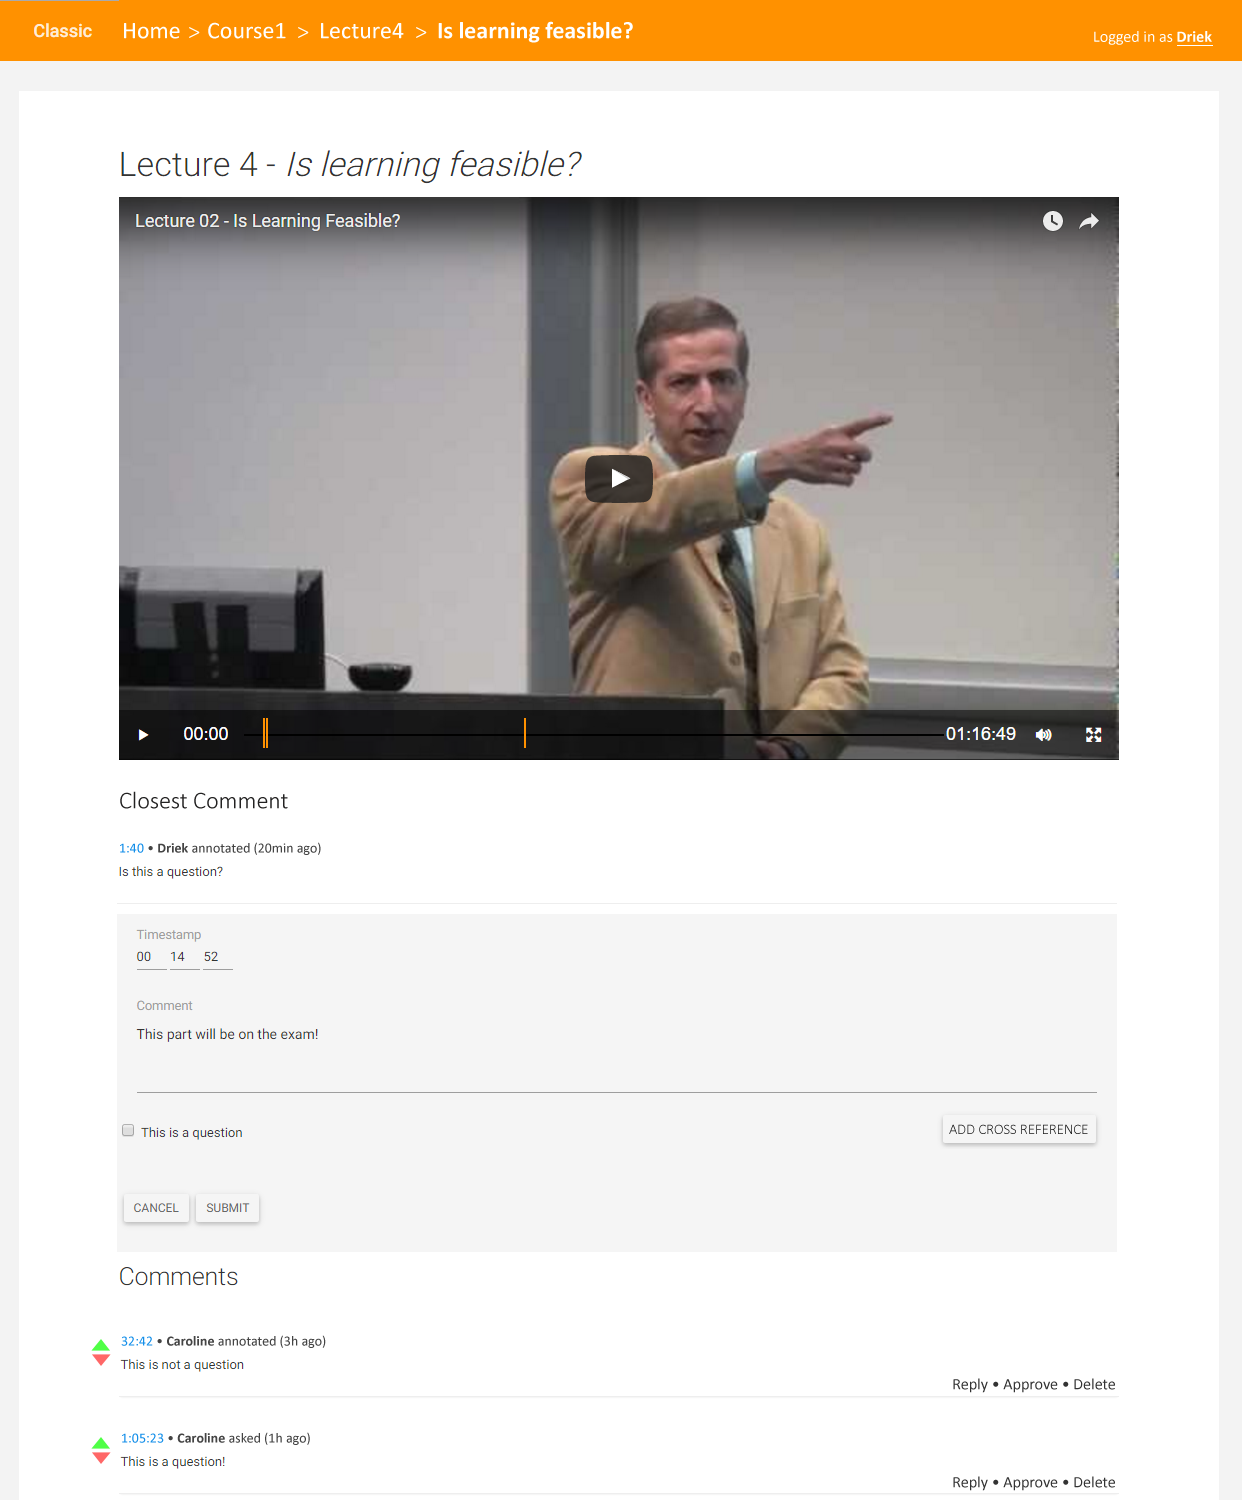 Classic Home > Course1 > Lecture4 > Is learning feasible?
Logged in as Driek
Lecture 4 - Is learning feasible?
Lecture 02 - Is Learning Feasible?
00:00 01:16:49
Closest Comment
1:40 • Driek annotated (20min ago)
Is this a question?
Timestamp
00 14 52
Comment
This part will be on the exam!
This is a question
ADD CROSS REFERENCE
CANCEL SUBMIT
Comments
32:42 • Caroline annotated (3h ago)
This is not a question
Reply • Approve • Delete
1:05:23 • Caroline asked (1h ago)
This is a question!
Reply • Approve • Delete